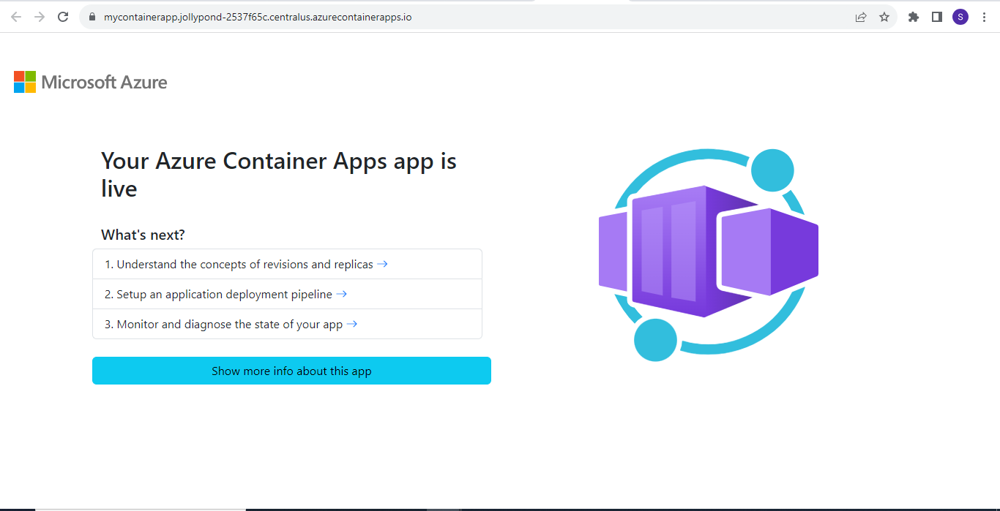 mycontainerapp.jollypond-2537f65c.centralus.azurecontainerapps.io
S
Microsoft Azure
Your Azure Container Apps app is
live
What's next?
1. Understand the concepts of revisions and replicas →
2. Setup an application deployment pipeline →
3. Monitor and diagnose the state of your app →
Show more info about this app